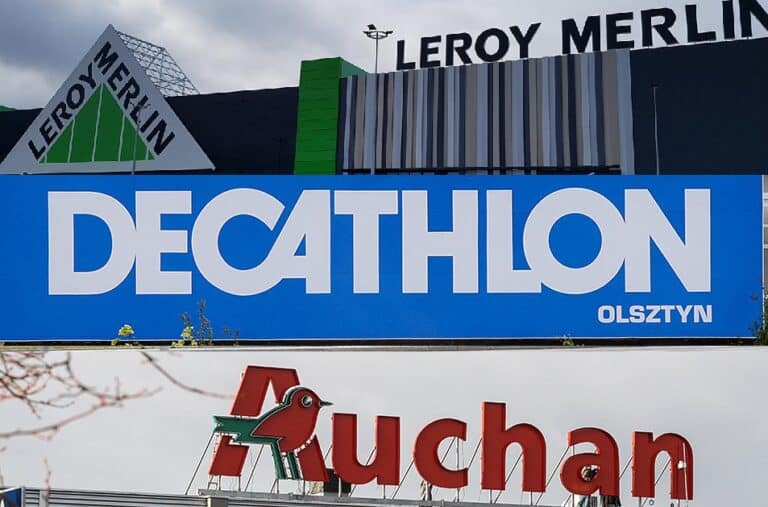 LEROY MERLIN
LEROY MERLIN
DECATHLON
OLSZTYN
Auchan